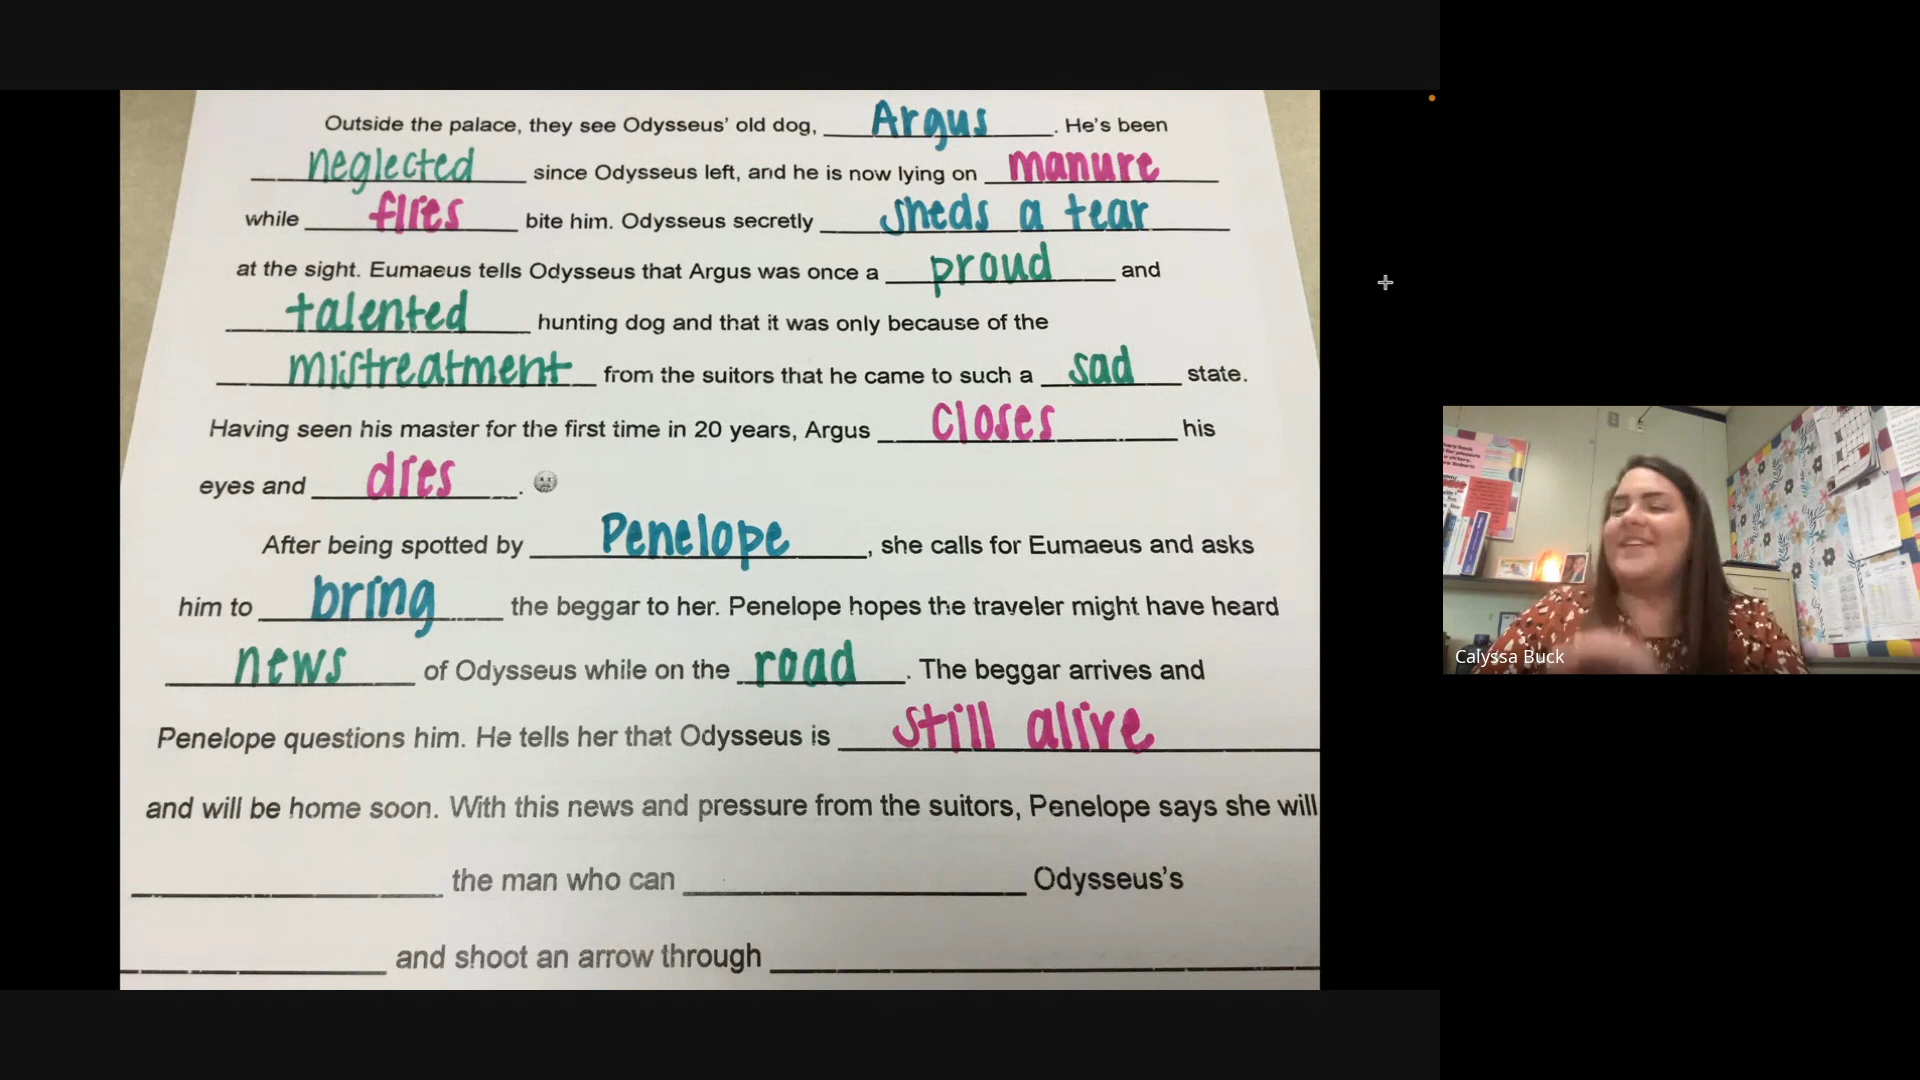 Outside the palace, they see Odysseus' old dog, Argus. He's been
neglected since Odysseus left, and he is now lying on manure
while flies bite him. Odysseus secretly sheds a tear
at the sight. Eumaeus tells Odysseus that Argus was once a proud and
talented hunting dog and that it was only because of the
mistreatment from the suitors that he came to such a sad state.
Having seen his master for the first time in 20 years, Argus closes his
eyes and dies.
After being spotted by Penelope, she calls for Eumaeus and asks
him to bring the beggar to her. Penelope hopes the traveler might have heard
news of Odysseus while on the road. The beggar arrives and
Penelope questions him. He tells her that Odysseus is still alive
and will be home soon. With this news and pressure from the suitors, Penelope says she will
the man who can Odysseus's
and shoot an arrow through
Calyssa Buck